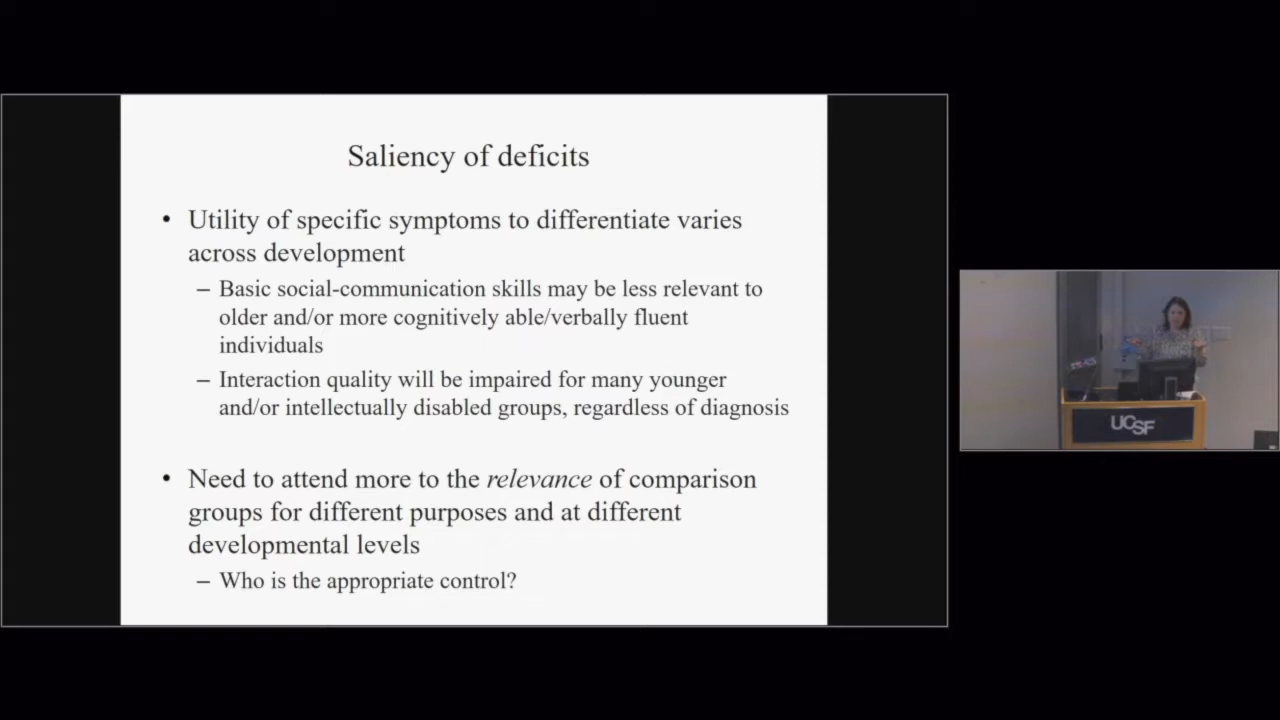 Saliency of deficits
• Utility of specific symptoms to differentiate varies
across development
– Basic social-communication skills may be less relevant to
older and/or more cognitively able/verbally fluent
individuals
– Interaction quality will be impaired for many younger
and/or intellectually disabled groups, regardless of diagnosis
• Need to attend more to the relevance of comparison
groups for different purposes and at different
developmental levels
– Who is the appropriate control?
UCSF